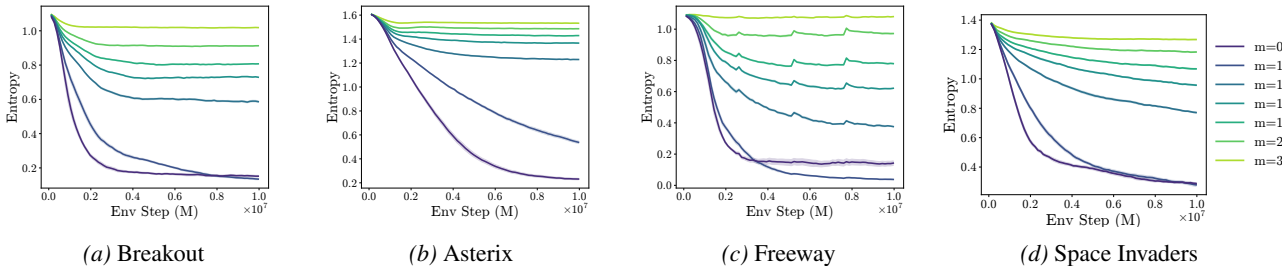 Entropy
1.0
0.8
0.6
0.4
0.2
0.0 0.2 0.4 0.6 0.8 1.0
Env Step (M) ×10⁷
(a) Breakout
Entropy
1.6
1.4
1.2
1.0
0.8
0.6
0.4
0.2
0.0 0.2 0.4 0.6 0.8 1.0
Env Step (M) ×10⁷
(b) Asterix
Entropy
1.0
0.8
0.6
0.4
0.2
0.0
0.0 0.2 0.4 0.6 0.8 1.0
Env Step (M) ×10⁷
(c) Freeway
Entropy
1.4
1.2
1.0
0.8
0.6
0.4
0.0 0.2 0.4 0.6 0.8 1.0
Env Step (M) ×10⁷
(d) Space Invaders
m=0
m=1
m=1
m=1
m=1
m=2
m=3